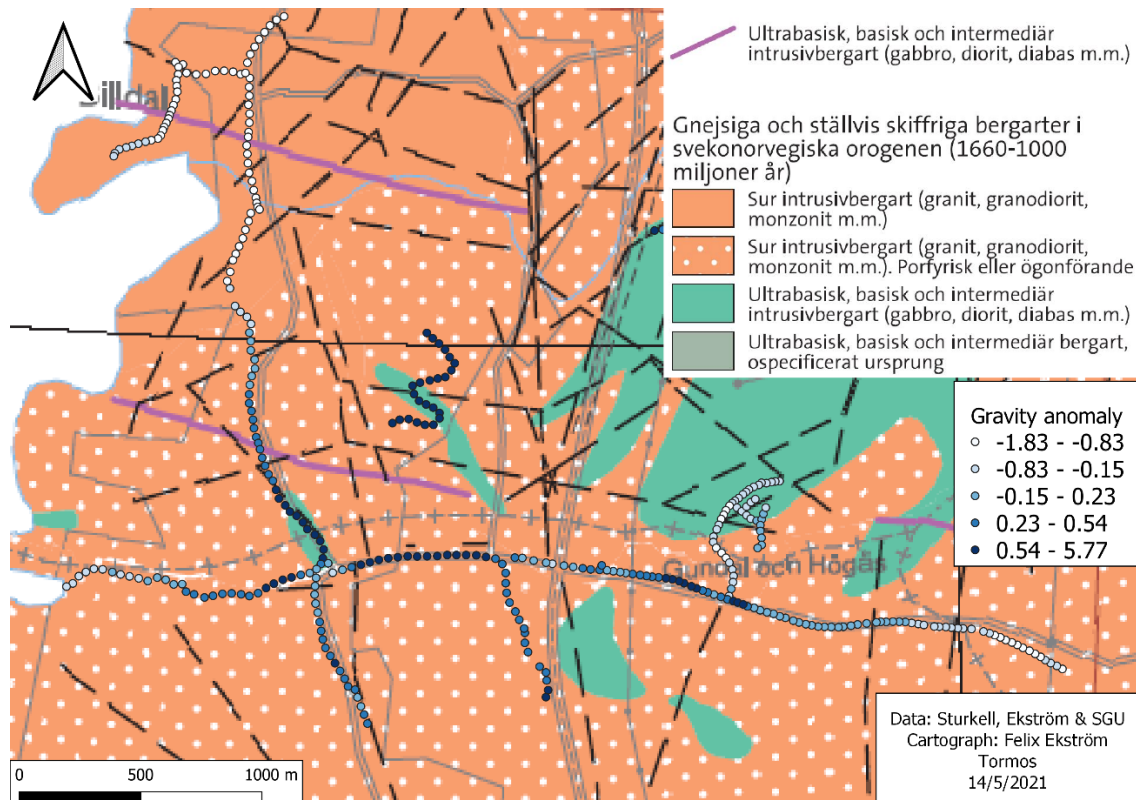 Billdal
Ultrabasisk, basisk och intermediär
intrusivbergart (gabbro, diorit, diabas m.m.)
Gnejsiga och ställvis skiffriga bergarter i
svekonorvegiska orogenen (1660-1000
miljoner år)
Sur intrusivbergart (granit, granodiorit,
monzonit m.m.)
Sur intrusivbergart (granit, granodiorit,
monzonit m.m.). Porfyrisk eller ögonförande
Ultrabasisk, basisk och intermediär
intrusivbergart (gabbro, diorit, diabas m.m.)
Ultrabasisk, basisk och intermediär bergart,
ospecificerat ursprung
Gravity anomaly
-1.83 - -0.83
-0.83 - -0.15
-0.15 - 0.23
0.23 - 0.54
0.54 - 5.77
Gundal och Högås
Data: Sturkell, Ekström & SGU
Cartograph: Felix Ekström
Tormos
14/5/2021
0 500 1000 m